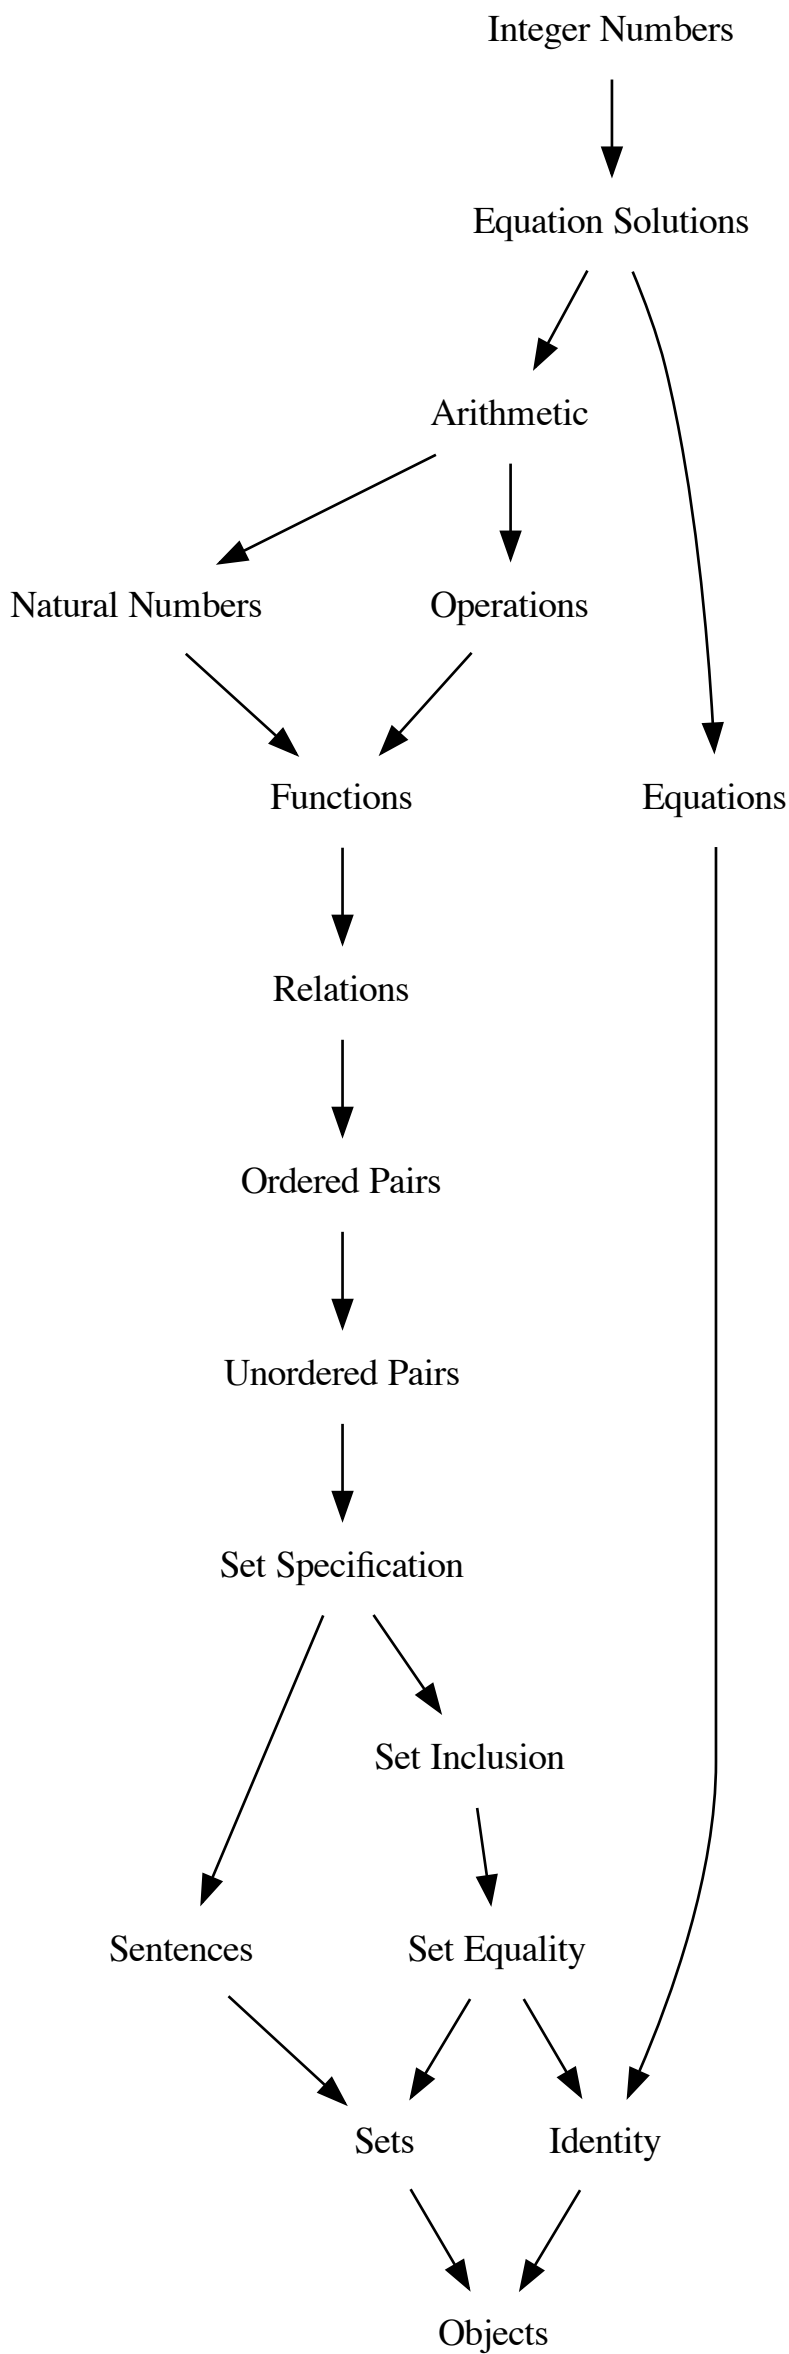 Integer Numbers
Equation Solutions
Arithmetic
Natural Numbers
Operations
Functions
Equations
Relations
Ordered Pairs
Unordered Pairs
Set Specification
Set Inclusion
Sentences
Set Equality
Sets
Identity
Objects